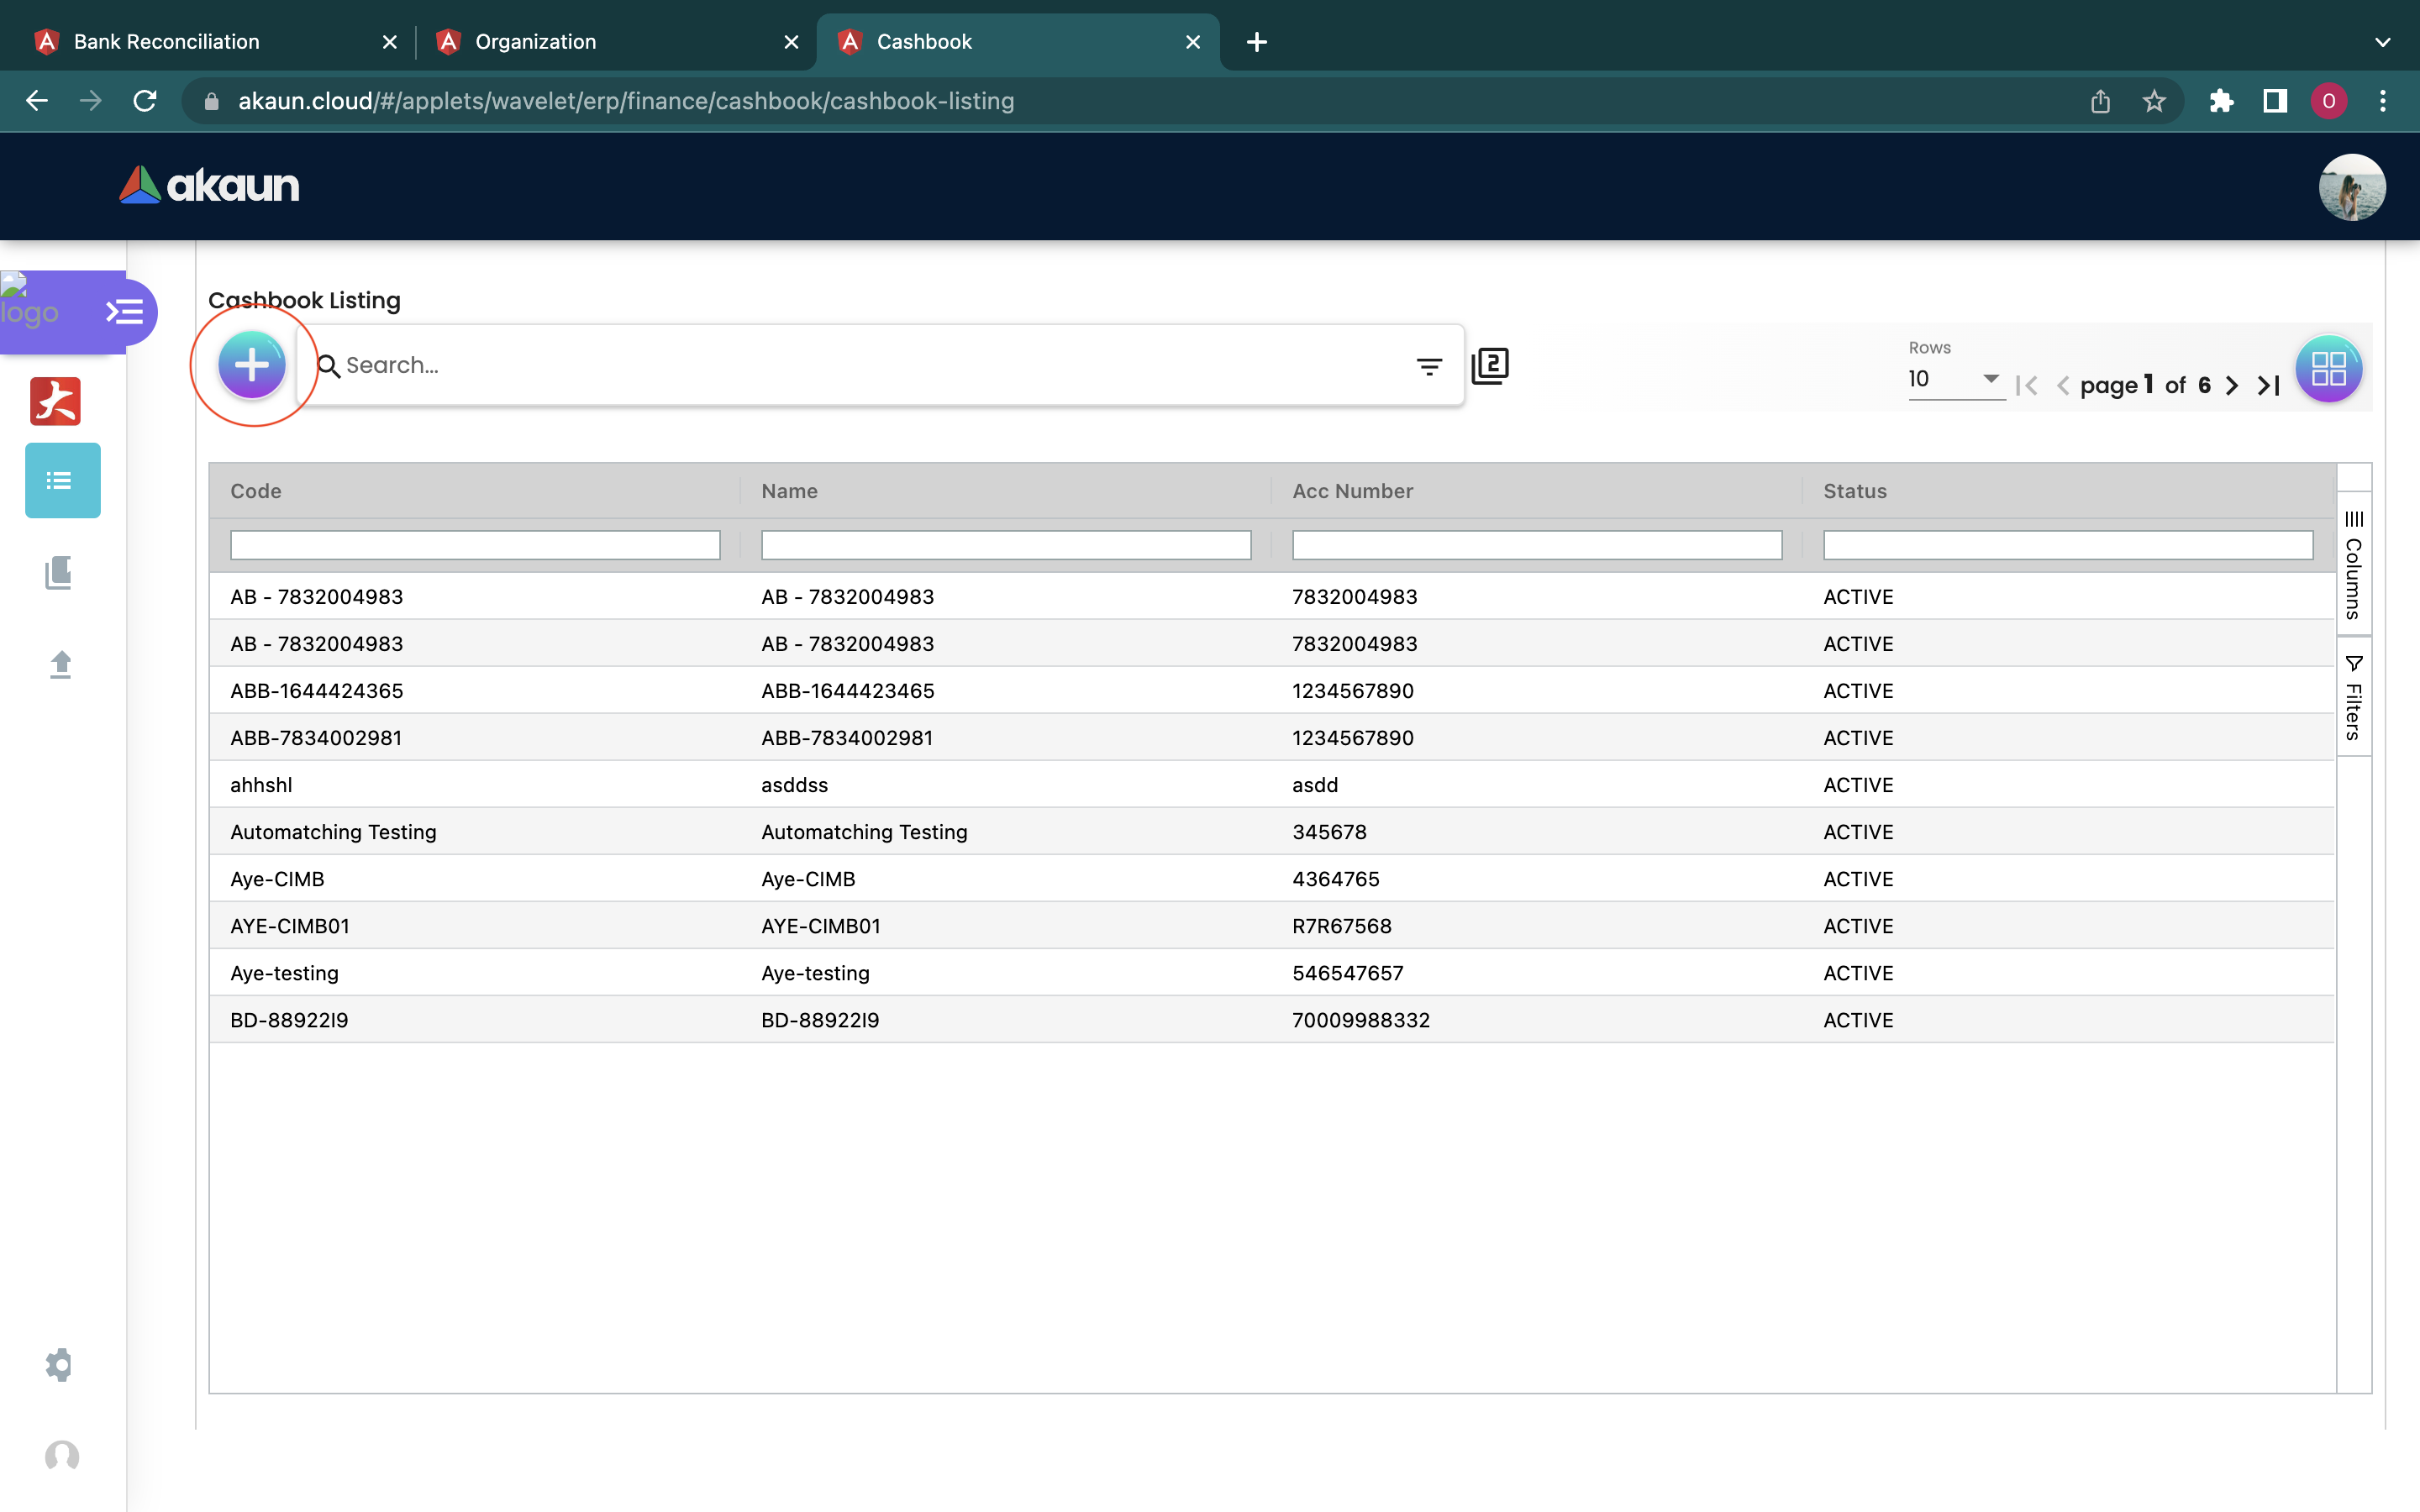 Bank Reconciliation
Organization
Cashbook
akaun.cloud/#/applets/wavelet/erp/finance/cashbook/cashbook-listing
O
akaun
logo
Cashbook Listing
Search...
2
Rows
10
page 1 of 6
Code Name Acc Number Status
Columns
Filters
AB - 7832004983 AB - 7832004983 7832004983 ACTIVE
AB - 7832004983 AB - 7832004983 7832004983 ACTIVE
ABB-1644424365 ABB-1644423465 1234567890 ACTIVE
ABB-7834002981 ABB-7834002981 1234567890 ACTIVE
ahhshl asddss asdd ACTIVE
Automatching Testing Automatching Testing 345678 ACTIVE
Aye-CIMB Aye-CIMB 4364765 ACTIVE
AYE-CIMB01 AYE-CIMB01 R7R67568 ACTIVE
Aye-testing Aye-testing 546547657 ACTIVE
BD-88922I9 BD-88922I9 70009988332 ACTIVE